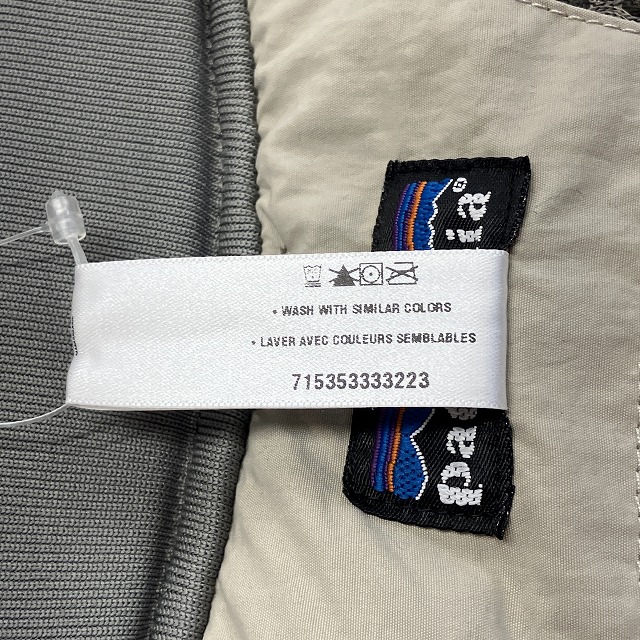 • WASH WITH SIMILAR COLORS
• LAVER AVEC COULEURS SEMBLABLES
715353333223